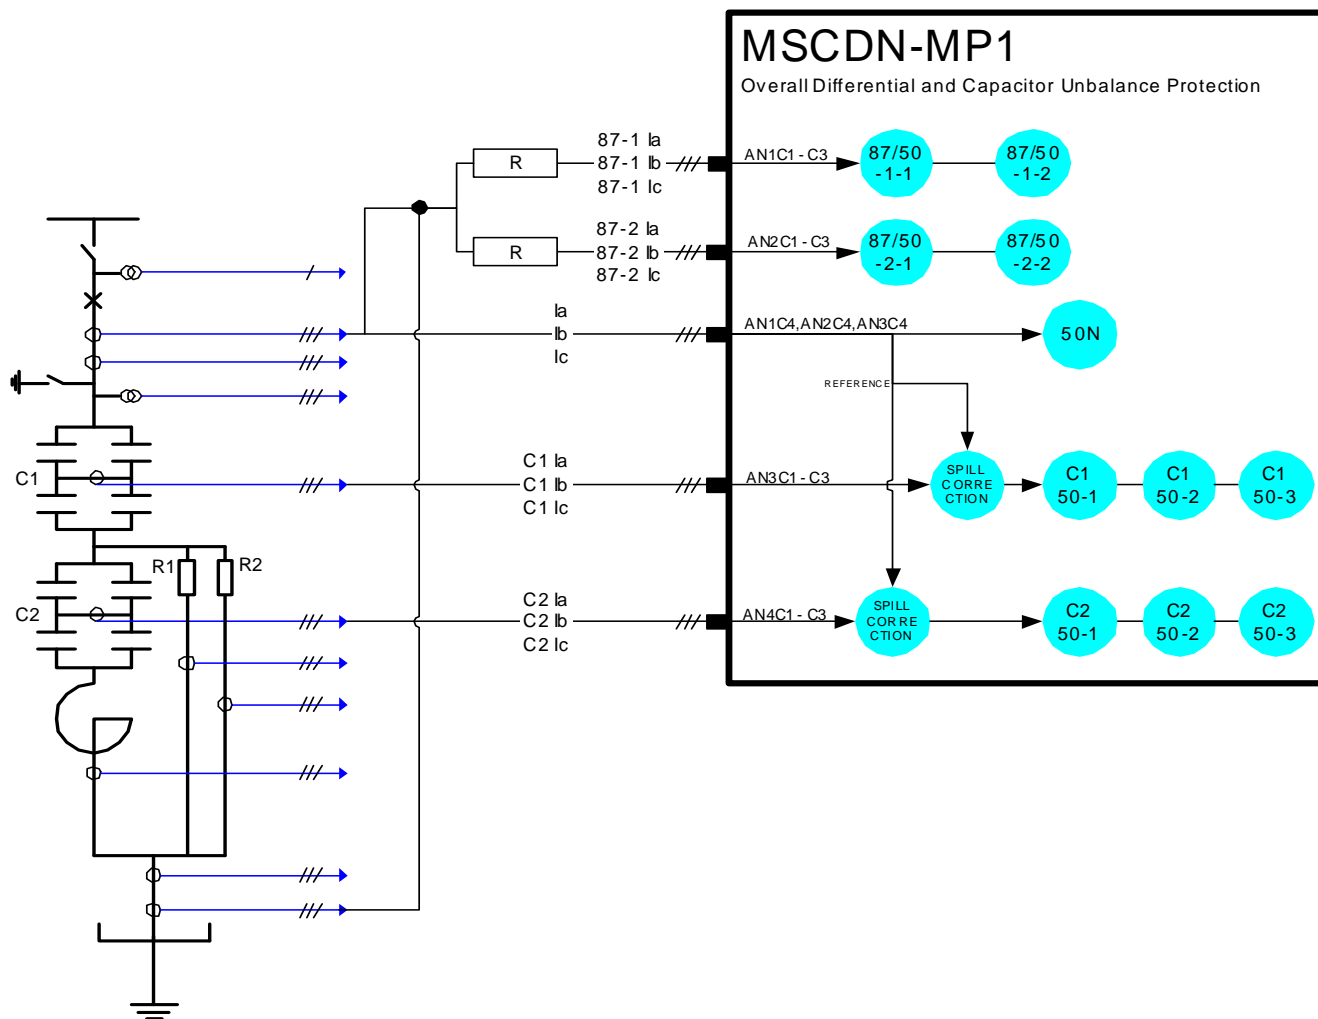 MSCDN-MP1
Overall Differential and Capacitor Unbalance Protection
87-1 Ia
87-1 Ib
87-1 Ic
R
AN1C1 - C3
87/50
-1-1
87/50
-1-2
87-2 Ia
87-2 Ib
87-2 Ic
R
AN2C1 - C3
87/50
-2-1
87/50
-2-2
Ia
Ib
Ic
AN1C4,AN2C4,AN3C4
50N
REFERENCE
C1
C1 Ia
C1 Ib
C1 Ic
AN3C1 - C3
SPILL
CORRE
CTION
C1
50-1
C1
50-2
C1
50-3
R1
R2
C2
C2 Ia
C2 Ib
C2 Ic
AN4C1 - C3
SPILL
CORRE
CTION
C2
50-1
C2
50-2
C2
50-3